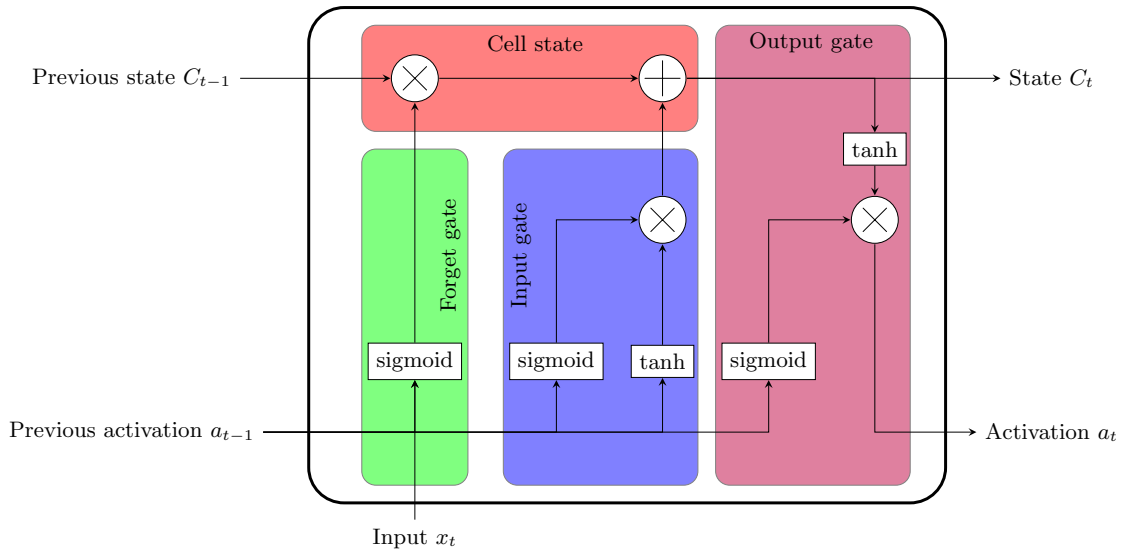 Cell state
Output gate
Previous state C_{t−1}
State C_t
tanh
Forget gate
Input gate
sigmoid
sigmoid
tanh
sigmoid
Previous activation a_{t−1}
Activation a_t
Input x_t